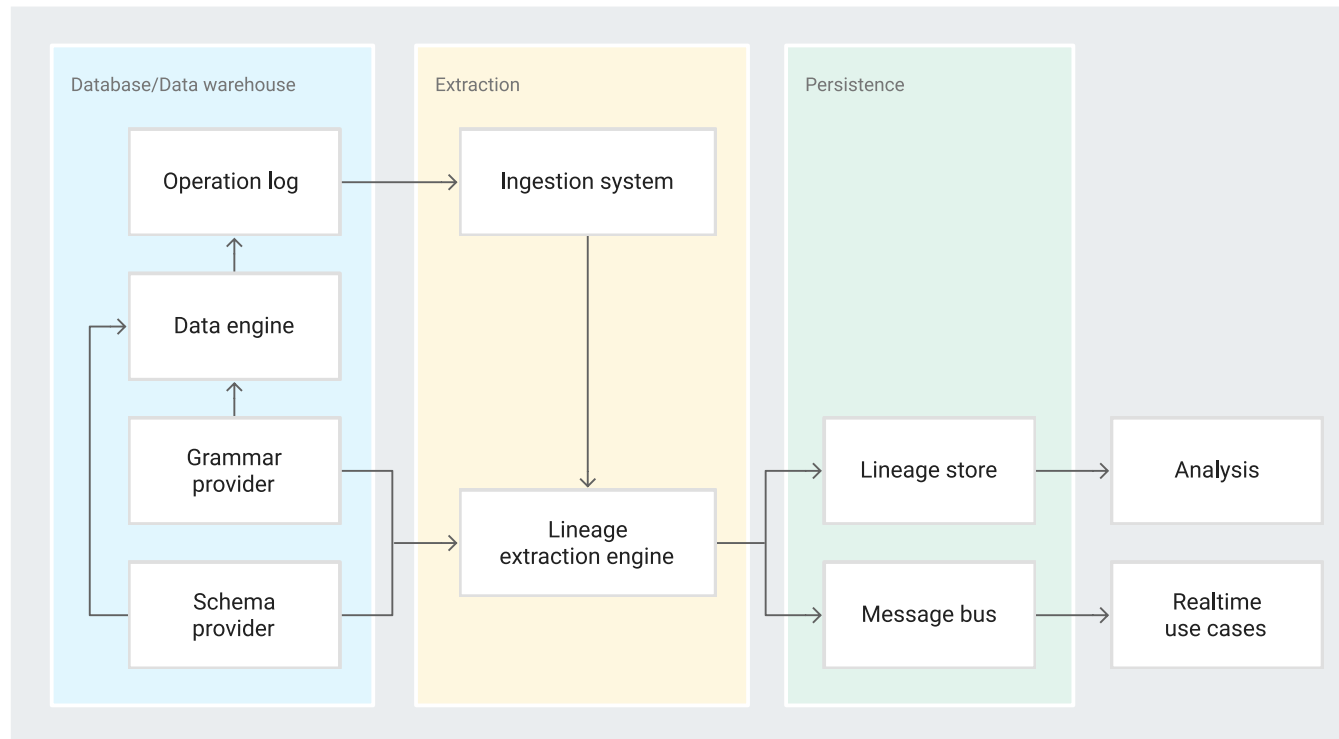 Database/Data warehouse
Operation log
Data engine
Grammar
provider
Schema
provider
Extraction
Ingestion system
Lineage
extraction engine
Persistence
Lineage store
Message bus
Analysis
Realtime
use cases